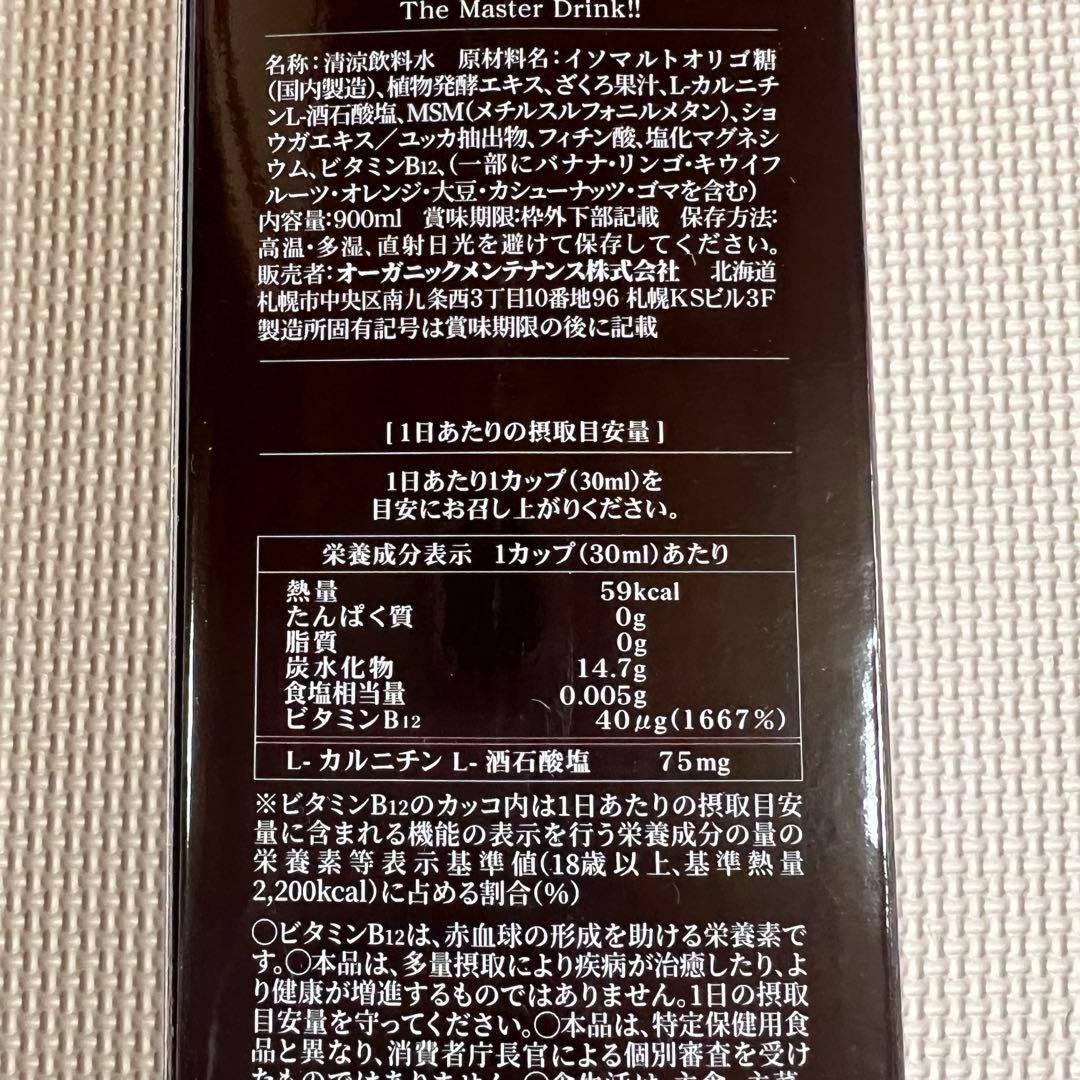 The Master Drink!!
名称：清涼飲料水　原材料名：イソマルトオリゴ糖
（国内製造）、植物発酵エキス、ざくろ果汁、L-カルニチ
ンL-酒石酸塩、MSM（メチルスルフォニルメタン）、ショ
ウガエキス／ユッカ抽出物、フィチン酸、塩化マグネシ
ウム、ビタミンB12、（一部にバナナ・リンゴ・キウイフ
ルーツ・オレンジ・大豆・カシューナッツ・ゴマを含む）
内容量：900ml　賞味期限：枠外下部記載　保存方法：
高温・多湿、直射日光を避けて保存してください。
販売者：オーガニックメンテナンス株式会社　北海道
札幌市中央区南九条西3丁目10番地96 札幌KSビル3F
製造所固有記号は賞味期限の後に記載
[ 1日あたりの摂取目安量 ]
1日あたり1カップ（30ml）を
目安にお召し上がりください。
栄養成分表示　1カップ（30ml）あたり
熱量　59kcal
たんぱく質　0g
脂質　0g
炭水化物　14.7g
食塩相当量　0.005g
ビタミンB12　40μg（1667％）
L- カルニチン L- 酒石酸塩　75mg
※ビタミンB12のカッコ内は1日あたりの摂取目安
量に含まれる機能の表示を行う栄養成分の量の
栄養素等表示基準値（18歳以上、基準熱量
2,200kcal）に占める割合（％）
〇ビタミンB12は、赤血球の形成を助ける栄養素で
す。〇本品は、多量摂取により疾病が治癒したり、よ
り健康が増進するものではありません。1日の摂取
目安量を守ってください。〇本品は、特定保健用食
品と異なり、消費者庁長官による個別審査を受け
たものではありません。〇食生活は、主食、主菜